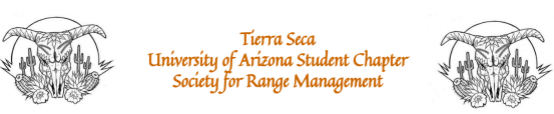 Tierra Seca
University of Arizona Student Chapter
Society for Range Management